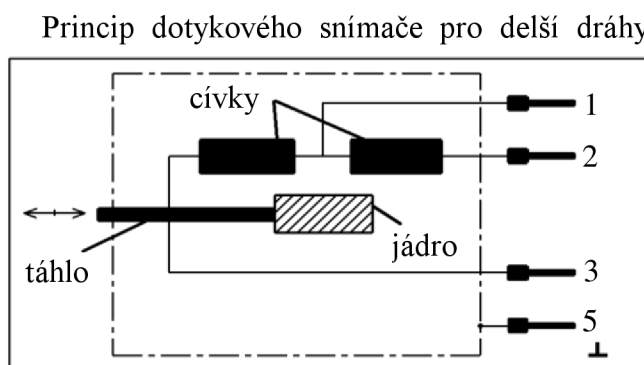 Princip dotykového snímače pro delší dráhy
cívky
1
2
táhlo
jádro
3
5